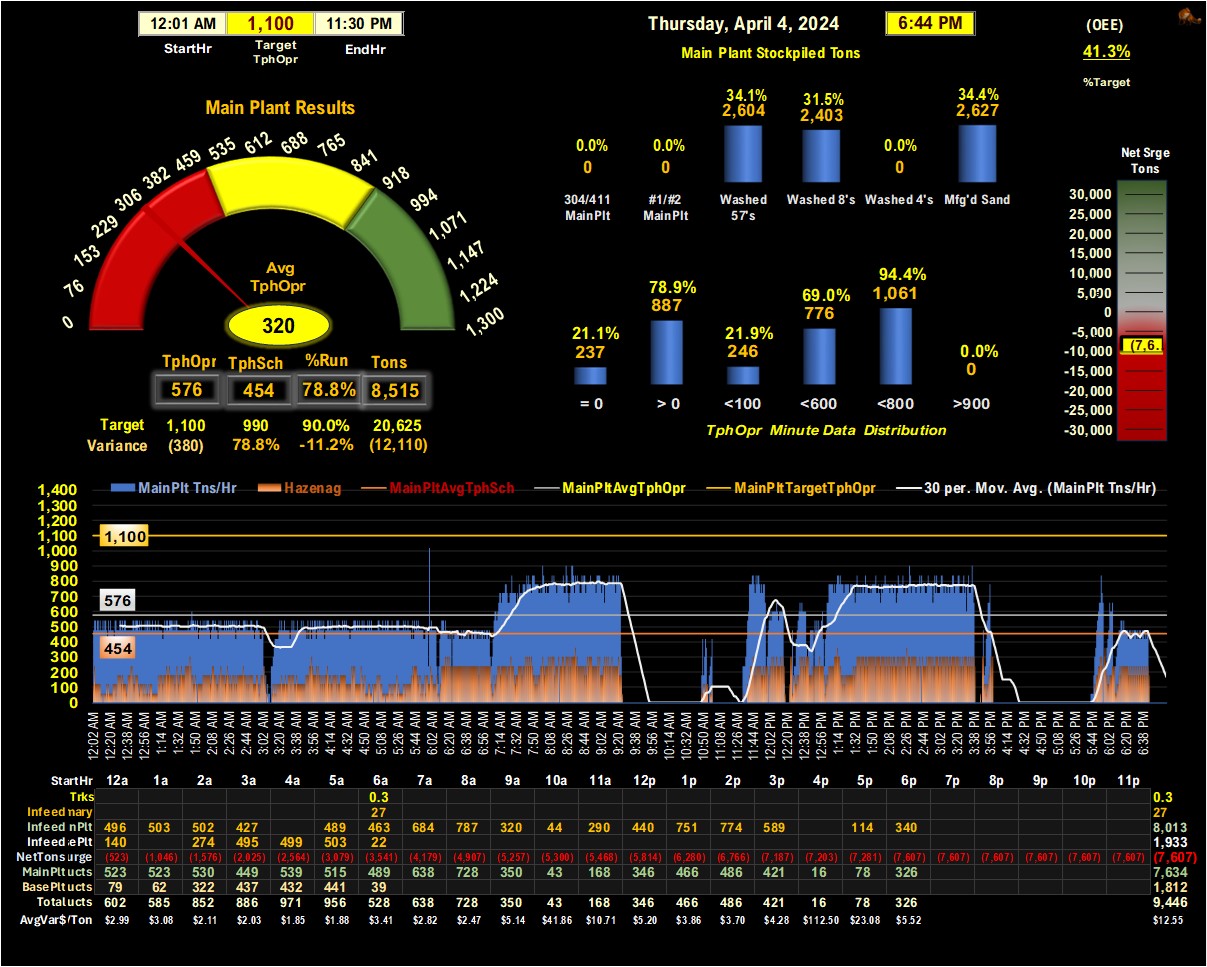 12:01 AM 1,100 11:30 PM
StartHr Target TphOpr EndHr
Thursday, April 4, 2024 6:44 PM
Main Plant Stockpiled Tons
(OEE)
41.3%
%Target
Main Plant Results
0 76 153 229 306 382 459 535 612 688 765 841 918 994 1,071 1,147 1,224 1,300
Avg
TphOpr
320
TphOpr TphSch %Run Tons
576 454 78.8% 8,515
Target 1,100 990 90.0% 20,625
Variance (380) 78.8% -11.2% (12,110)
0.0% 0.0% 34.1% 31.5% 0.0% 34.4%
0 0 2,604 2,403 0 2,627
304/411 MainPlt #1/#2 MainPlt Washed 57's Washed 8's Washed 4's Mfg'd Sand
21.1% 78.9% 21.9% 69.0% 94.4% 0.0%
237 887 246 776 1,061 0
= 0 > 0 <100 <600 <800 >900
TphOpr Minute Data Distribution
Net Srge
Tons
30,000
25,000
20,000
15,000
10,000
5,000
0
-5,000
(7,6.
-10,000
-15,000
-20,000
-25,000
-30,000
MainPlt Tns/Hr Hazenag MainPltAvgTphSch MainPltAvgTphOpr MainPltTargetTphOpr 30 per. Mov. Avg. (MainPlt Tns/Hr)
1,400
1,300
1,200
1,100
1,000
900
800
700
600
500
400
300
200
100
0
1,100
576
454
12:02 AM 12:20 AM 12:38 AM 12:56 AM 1:14 AM 1:32 AM 1:50 AM 2:08 AM 2:26 AM 2:44 AM 3:02 AM 3:20 AM 3:38 AM 3:56 AM 4:14 AM 4:32 AM 4:50 AM 5:08 AM 5:26 AM 5:44 AM 6:02 AM 6:20 AM 6:38 AM 6:56 AM 7:14 AM 7:32 AM 7:50 AM 8:08 AM 8:26 AM 8:44 AM 9:02 AM 9:20 AM 9:38 AM 9:56 AM 10:14 AM 10:32 AM 10:50 AM 11:08 AM 11:26 AM 11:44 AM 12:02 PM 12:20 PM 12:38 PM 12:56 PM 1:14 PM 1:32 PM 1:50 PM 2:08 PM 2:26 PM 2:44 PM 3:02 PM 3:20 PM 3:38 PM 3:56 PM 4:14 PM 4:32 PM 4:50 PM 5:08 PM 5:26 PM 5:44 PM 6:02 PM 6:20 PM 6:38 PM
StartHr 12a 1a 2a 3a 4a 5a 6a 7a 8a 9a 10a 11a 12p 1p 2p 3p 4p 5p 6p 7p 8p 9p 10p 11p
Trks 0.3 0.3
Infeed mary 27 27
Infeed nPlt 496 503 502 427 489 463 684 787 320 44 290 440 751 774 589 114 340 8,013
Infeed ePlt 140 274 495 499 503 22 1,933
NetTons urge (523) (1,046) (1,576) (2,025) (2,564) (3,079) (3,541) (4,179) (4,907) (5,257) (5,300) (5,468) (5,814) (6,280) (6,766) (7,187) (7,203) (7,281) (7,607) (7,607) (7,607) (7,607) (7,607) (7,607) (7,607)
MainPlt ucts 523 523 530 449 539 515 489 638 728 350 43 168 346 466 486 421 16 78 326 7,634
BasePlt ucts 79 62 322 437 432 441 39 1,812
Total ucts 602 585 852 886 971 956 528 638 728 350 43 168 346 466 486 421 16 78 326 9,446
AvgVar$/Ton $2.99 $3.08 $2.11 $2.03 $1.85 $1.88 $3.41 $2.82 $2.47 $5.14 $41.86 $10.71 $5.20 $3.86 $3.70 $4.28 $112.50 $23.08 $5.52 $12.55